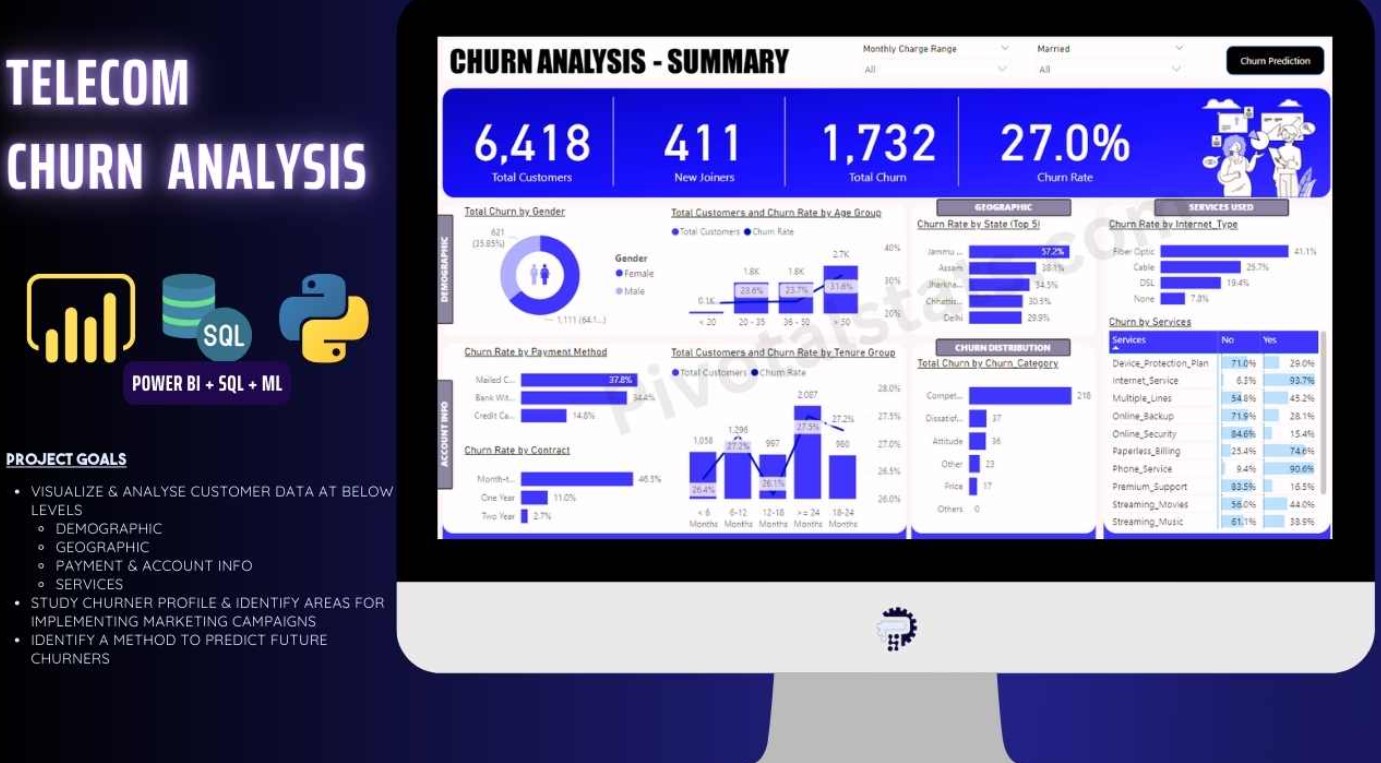 TELECOM
CHURN ANALYSIS
SQL
POWER BI + SQL + ML
PROJECT GOALS
VISUALIZE & ANALYSE CUSTOMER DATA AT BELOW
LEVELS
DEMOGRAPHIC
GEOGRAPHIC
PAYMENT & ACCOUNT INFO
SERVICES
STUDY CHURNER PROFILE & IDENTIFY AREAS FOR
IMPLEMENTING MARKETING CAMPAIGNS
IDENTIFY A METHOD TO PREDICT FUTURE
CHURNERS
CHURN ANALYSIS - SUMMARY
Monthly Charge Range
All
Married
All
Churn Prediction
6,418
Total Customers
411
New Joiners
1,732
Total Churn
27.0%
Churn Rate
DEMOGRAPHIC
Total Churn by Gender
621
(35.85%)
1,111 (64.1...)
Gender
Female
Male
Total Customers and Churn Rate by Age Group
Total Customers Churn Rate
0.1K
1.8K
1.8K
2.7K
23.6%
23.7%
31.6%
40%
30%
20%
< 20
20 - 35
36 - 50
> 50
GEOGRAPHIC
Churn Rate by State (Top 5)
Jammu ... 57.2%
Assam 38.1%
Jharkha... 34.5%
Chhatis... 30.5%
Delhi 29.9%
SERVICES USED
Churn Rate by Internet_Type
Fiber Optic 41.1%
Cable 25.7%
DSL 19.4%
None 7.8%
ACCOUNT INFO
Churn Rate by Payment Method
Mailed C... 37.8%
Bank Wit... 34.4%
Credit Ca... 14.8%
Churn Rate by Contract
Month-t... 46.5%
One Year 11.0%
Two Year 2.7%
Total Customers and Churn Rate by Tenure Group
Total Customers Churn Rate
1,058
1,296
997
2,087
980
26.4%
27.2%
26.1%
27.5%
27.2%
28.0%
27.5%
27.0%
26.5%
26.0%
< 6 Months
6-12 Months
12-18 Months
>= 24 Months
18-24 Months
CHURN DISTRIBUTION
Total Churn by Churn_Category
Compet... 218
Dissatisf... 37
Attitude 36
Other 23
Price 17
Others 0
Churn by Services
Services No Yes
Device_Protection_Plan 71.0% 29.0%
Internet_Service 6.3% 93.7%
Multiple_Lines 54.8% 45.2%
Online_Backup 71.9% 28.1%
Online_Security 84.6% 15.4%
Paperless_Billing 25.4% 74.6%
Phone_Service 9.4% 90.6%
Premium_Support 83.5% 16.5%
Streaming_Movies 56.0% 44.0%
Streaming_Music 61.1% 38.9%
Pivotalstats.com